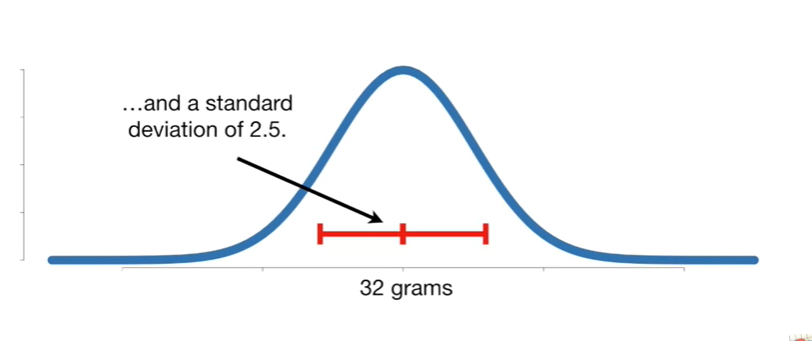 …and a standard
deviation of 2.5.
32 grams